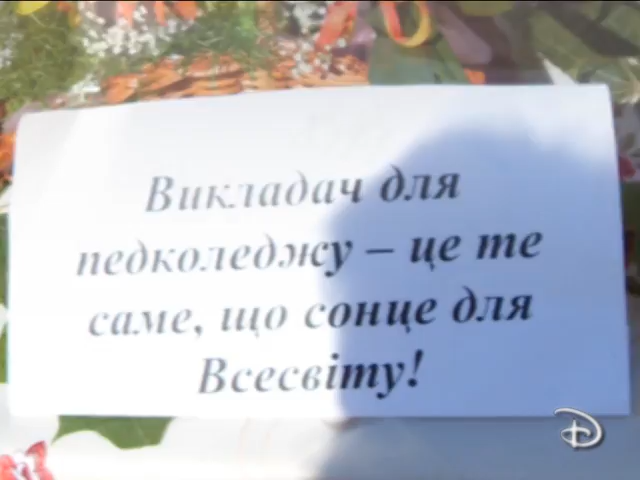 Викладач для
педколеджу – це те
саме, що сонце для
Всесвіту!
D